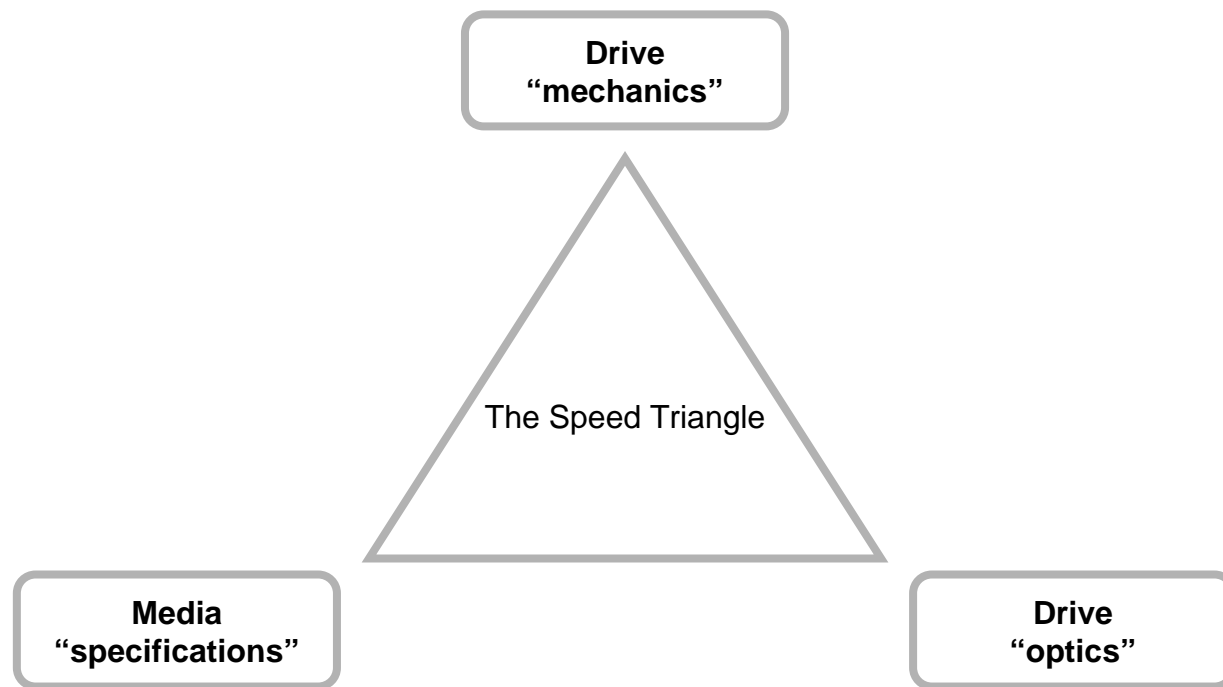 Drive
“mechanics”
The Speed Triangle
Media
“specifications”
Drive
“optics”